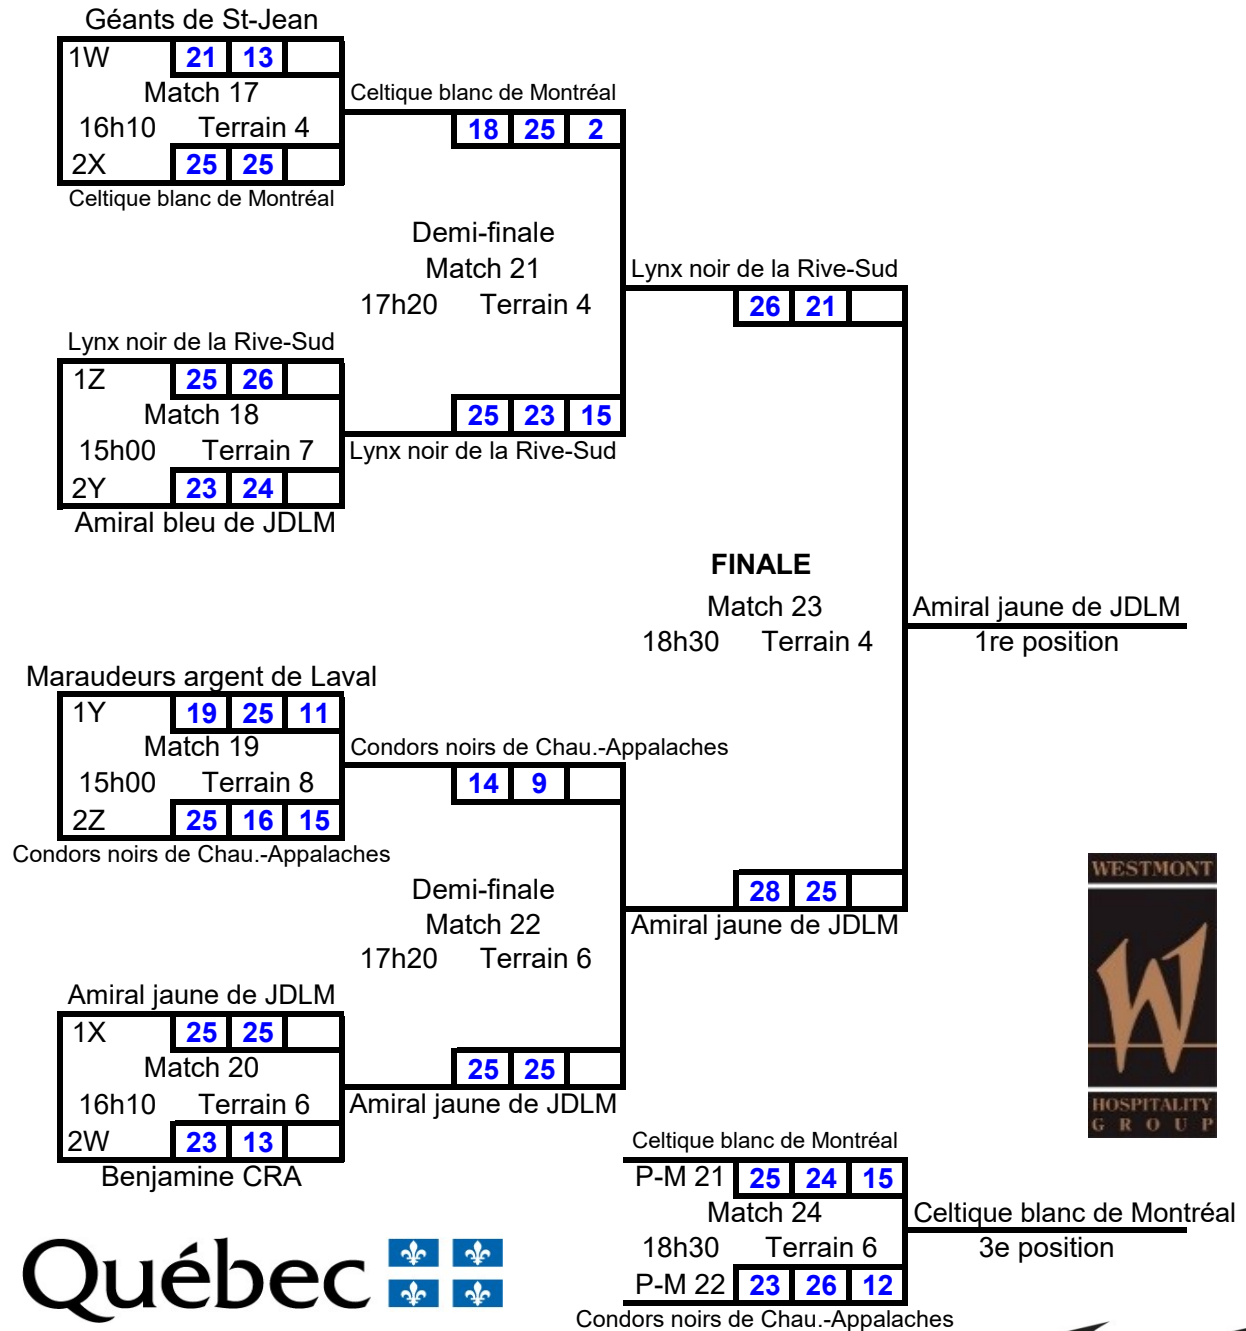 Géants de St-Jean
1W 21 13
Match 17
16h10 Terrain 4
2X 25 25
Celtique blanc de Montréal
Celtique blanc de Montréal
18 25 2
Demi-finale
Match 21
17h20 Terrain 4
25 23 15
Lynx noir de la Rive-Sud
Lynx noir de la Rive-Sud
1Z 25 26
Match 18
15h00 Terrain 7
2Y 23 24
Amiral bleu de JDLM
Lynx noir de la Rive-Sud
26 21
FINALE
Match 23
18h30 Terrain 4
28 25
Amiral jaune de JDLM
Amiral jaune de JDLM
1re position
Maraudeurs argent de Laval
1Y 19 25 11
Match 19
15h00 Terrain 8
2Z 25 16 15
Condors noirs de Chau.-Appalaches
Condors noirs de Chau.-Appalaches
14 9
Demi-finale
Match 22
17h20 Terrain 6
25 25
Amiral jaune de JDLM
Amiral jaune de JDLM
1X 25 25
Match 20
16h10 Terrain 6
2W 23 13
Benjamine CRA
Celtique blanc de Montréal
P-M 21 25 24 15
Match 24
18h30 Terrain 6
P-M 22 23 26 12
Condors noirs de Chau.-Appalaches
Celtique blanc de Montréal
3e position
WESTMONT
HOSPITALITY
GROUP
Québec